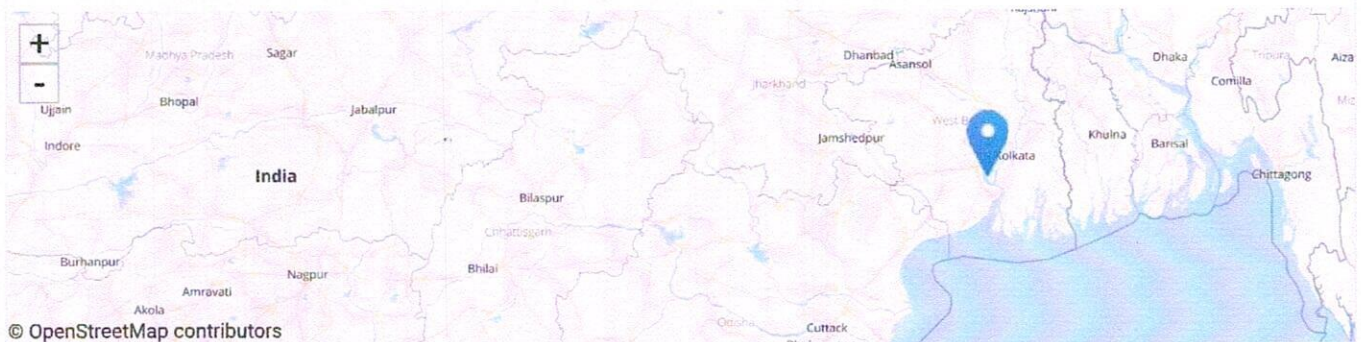 +
-
Madhya Pradesh
Sagar
Ujjain
Bhopal
Jabalpur
Indore
India
Bilaspur
Chhattisgarh
Burhanpur
Nagpur
Bhilai
Amravati
Akola
Dhanbad
Asansol
Jharkhand
Jamshedpur
West B
Kolkata
Khulna
Barisal
Dhaka
Tripura
Aiza
Comilla
Miz
Chittagong
Odisha
Cuttack
© OpenStreetMap contributors